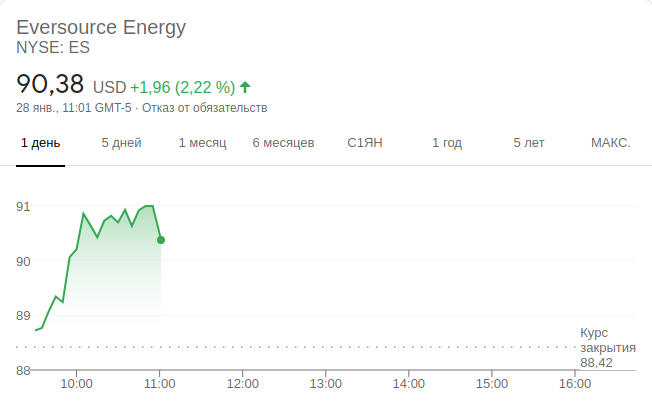 Eversource Energy
NYSE: ES
90,38 USD +1,96 (2,22 %)
28 янв., 11:01 GMT-5 · Отказ от обязательств
1 день 5 дней 1 месяц 6 месяцев С1ЯН 1 год 5 лет МАКС.
91
90
89
Курс
закрытия
88,42
88
10:00 11:00 12:00 13:00 14:00 15:00 16:00